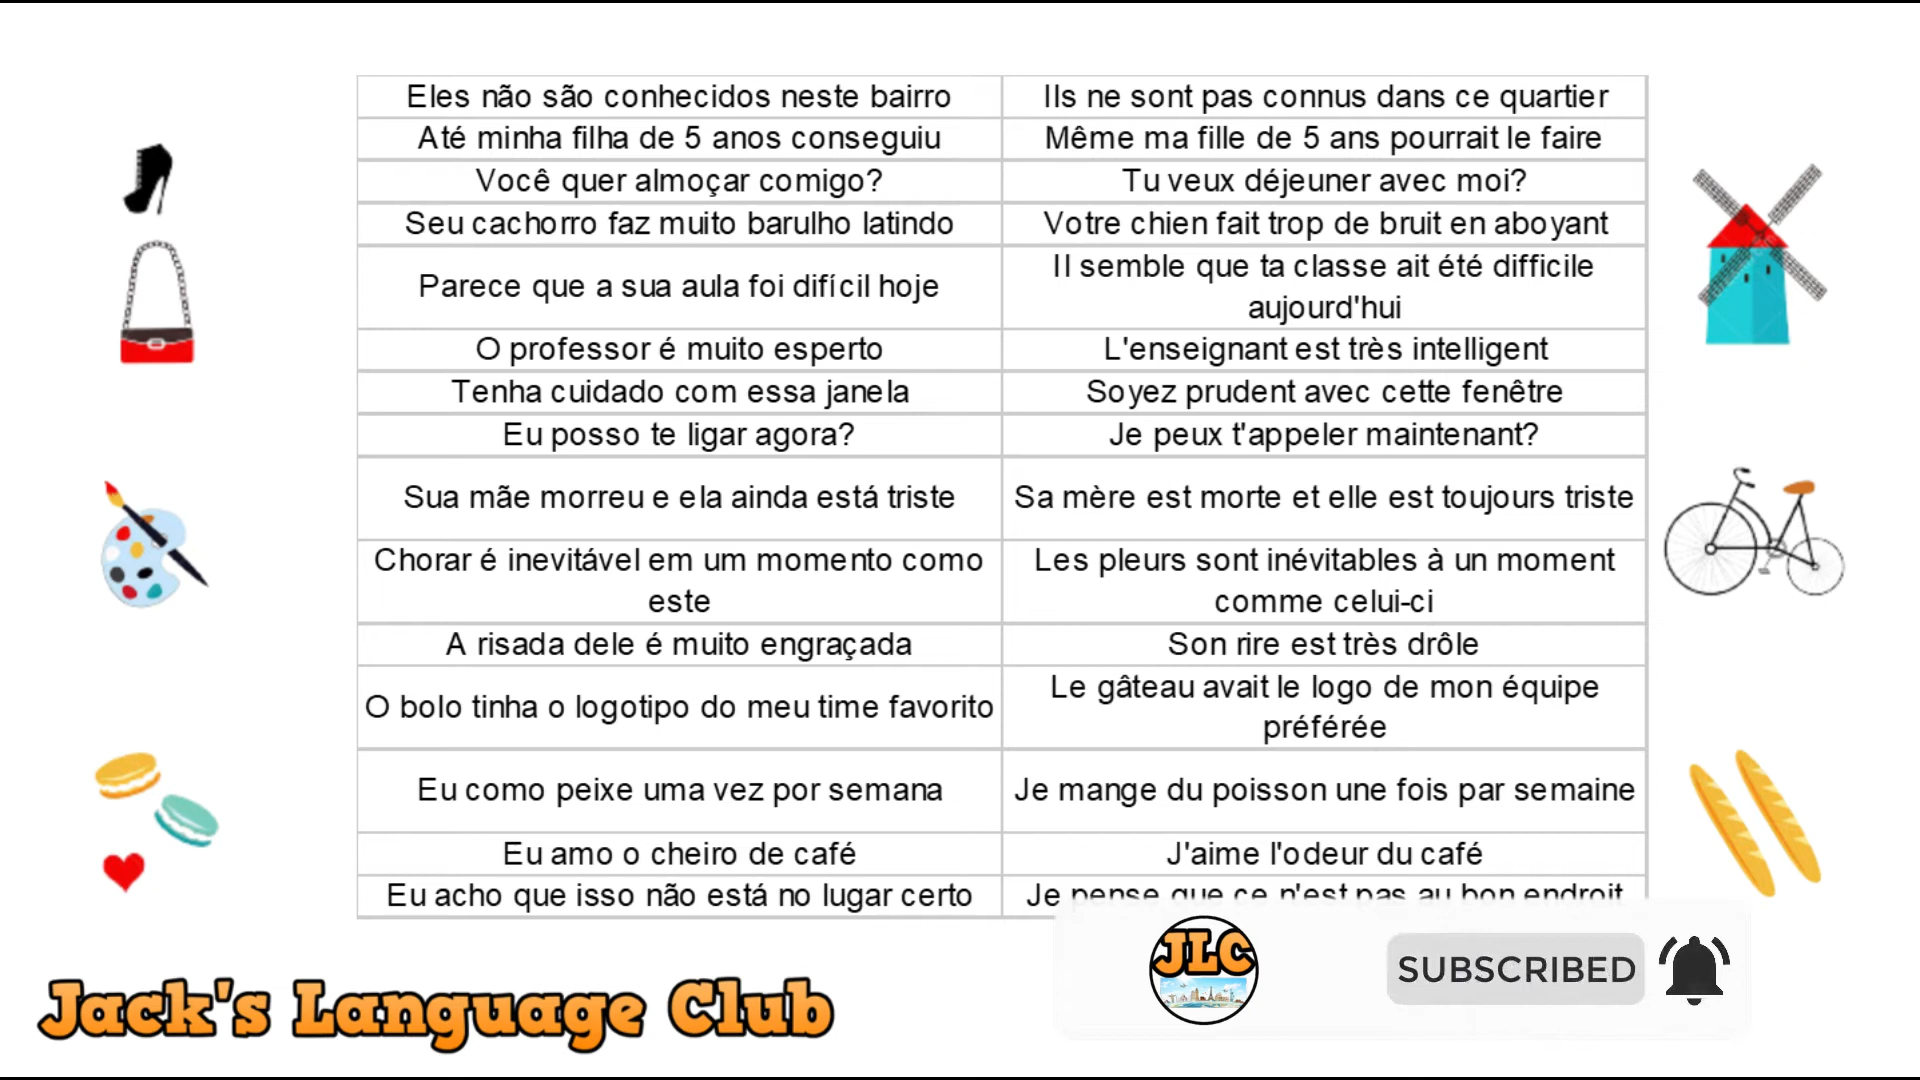 Eles não são conhecidos neste bairro
Ils ne sont pas connus dans ce quartier
Até minha filha de 5 anos conseguiu
Même ma fille de 5 ans pourrait le faire
Você quer almoçar comigo?
Tu veux déjeuner avec moi?
Seu cachorro faz muito barulho latindo
Votre chien fait trop de bruit en aboyant
Parece que a sua aula foi difícil hoje
Il semble que ta classe ait été difficile
aujourd'hui
O professor é muito esperto
L'enseignant est très intelligent
Tenha cuidado com essa janela
Soyez prudent avec cette fenêtre
Eu posso te ligar agora?
Je peux t'appeler maintenant?
Sua mãe morreu e ela ainda está triste
Sa mère est morte et elle est toujours triste
Chorar é inevitável em um momento como
este
Les pleurs sont inévitables à un moment
comme celui-ci
A risada dele é muito engraçada
Son rire est très drôle
O bolo tinha o logotipo do meu time favorito
Le gâteau avait le logo de mon équipe
préférée
Eu como peixe uma vez por semana
Je mange du poisson une fois par semaine
Eu amo o cheiro de café
J'aime l'odeur du café
Eu acho que isso não está no lugar certo
Je pense que ce n'est pas au bon endroit
Jack's Language Club
JLC
SUBSCRIBED